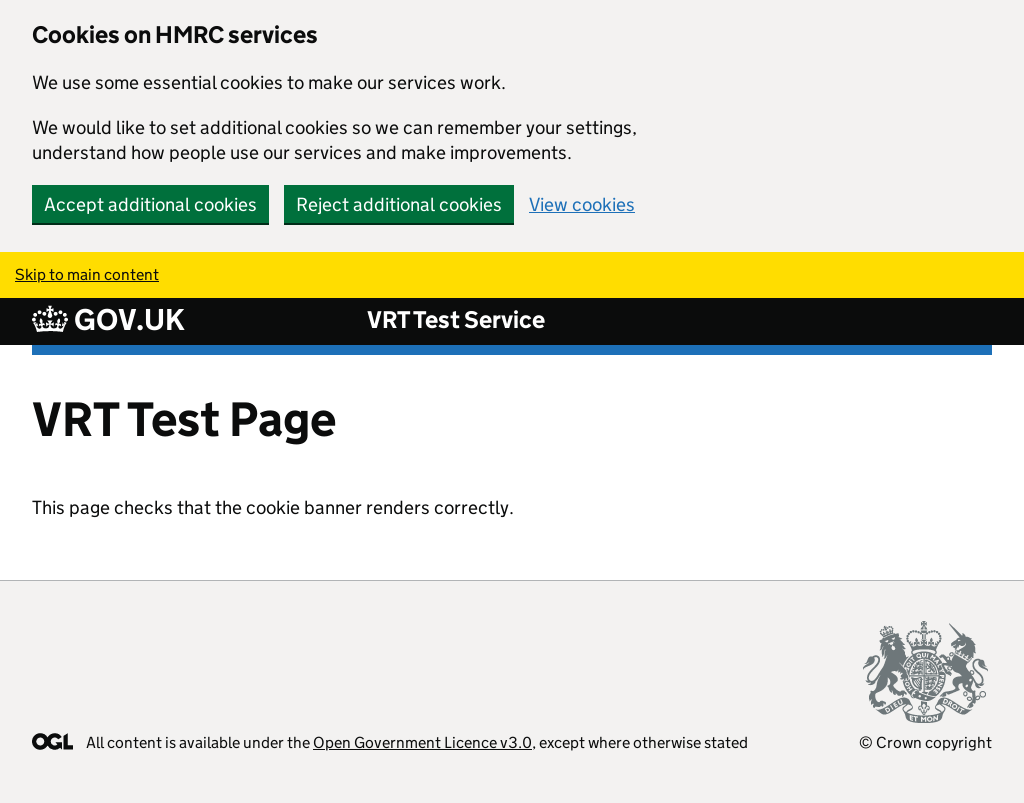 Cookies on HMRC services
We use some essential cookies to make our services work.
We would like to set additional cookies so we can remember your settings,
understand how people use our services and make improvements.
Accept additional cookies Reject additional cookies View cookies
Skip to main content
GOV.UK VRT Test Service
VRT Test Page
This page checks that the cookie banner renders correctly.
DIEU ET MON DROIT
OGL All content is available under the Open Government Licence v3.0, except where otherwise stated © Crown copyright